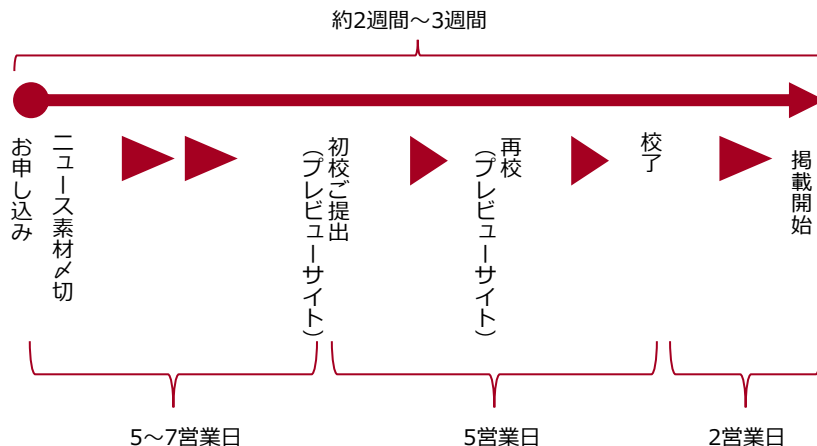 約2週間～3週間
お申し込み
ニュース素材〆切
初校ご提出
（プレビューサイト）
再校
（プレビューサイト）
校了
掲載開始
5～7営業日
5営業日
2営業日